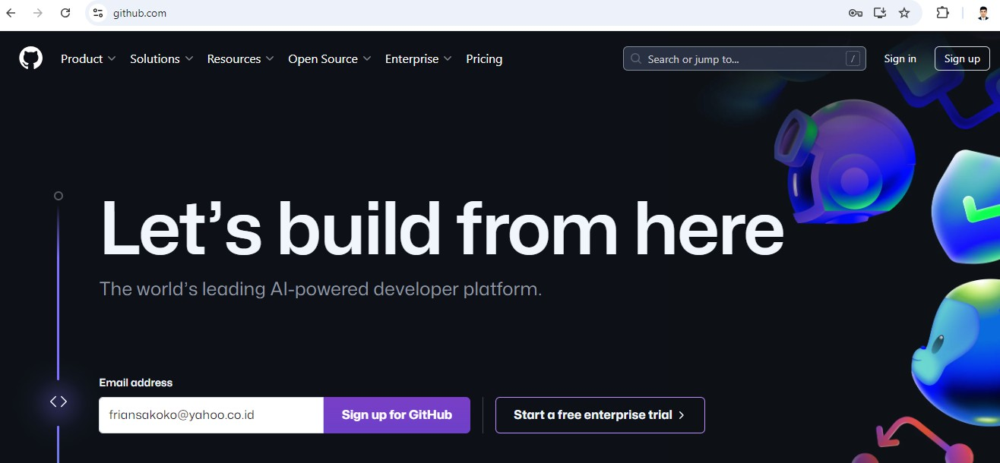 github.com
Product Solutions Resources Open Source Enterprise Pricing Search or jump to... / Sign in Sign up
Let’s build from here
The world’s leading AI-powered developer platform.
Email address
friansakoko@yahoo.co.id Sign up for GitHub Start a free enterprise trial